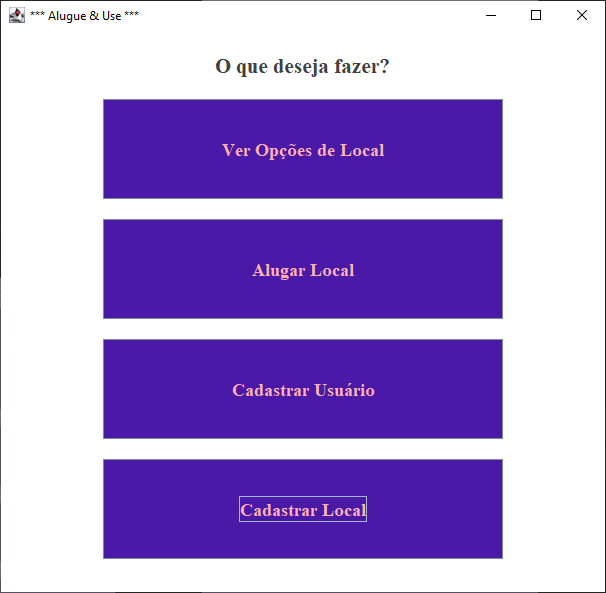 *** Alugue & Use ***
O que deseja fazer?
Ver Opções de Local
Alugar Local
Cadastrar Usuário
Cadastrar Local